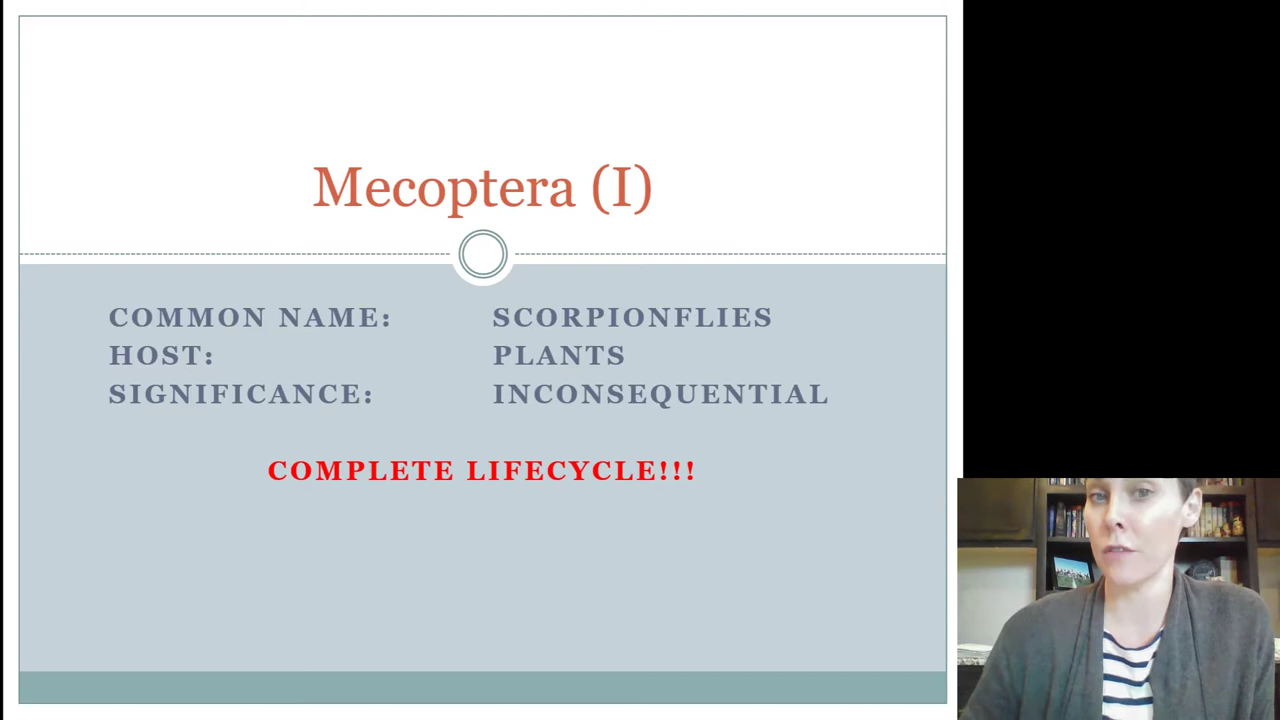 Mecoptera (I)
COMMON NAME: SCORPIONFLIES
HOST: PLANTS
SIGNIFICANCE: INCONSEQUENTIAL
COMPLETE LIFECYCLE!!!